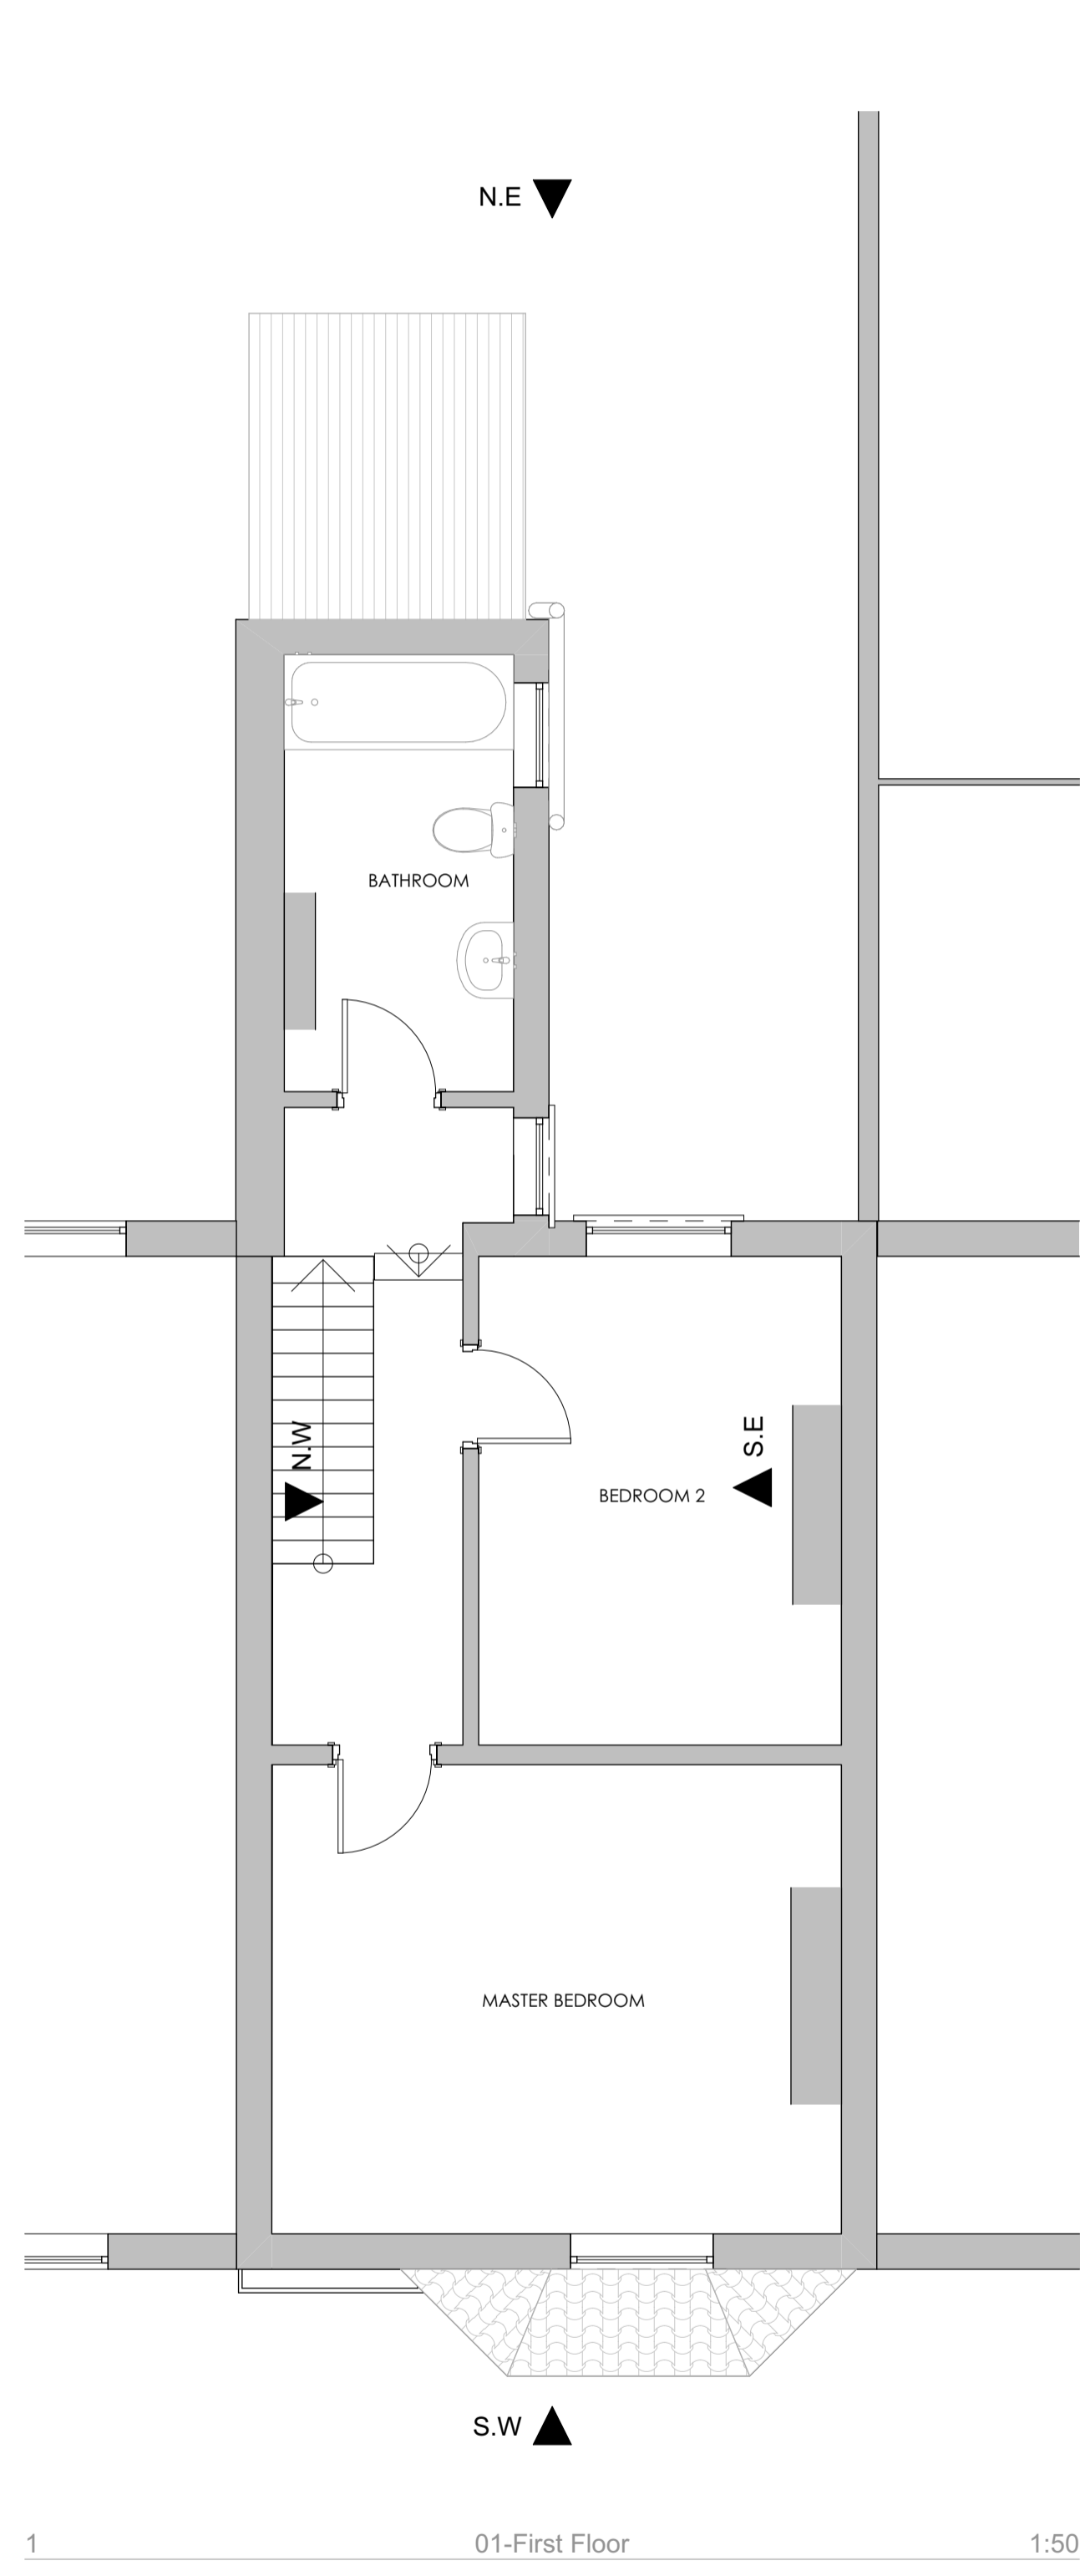 N.E
BATHROOM
N.W
S.E
BEDROOM 2
MASTER BEDROOM
S.W
1
01-First Floor
1:50